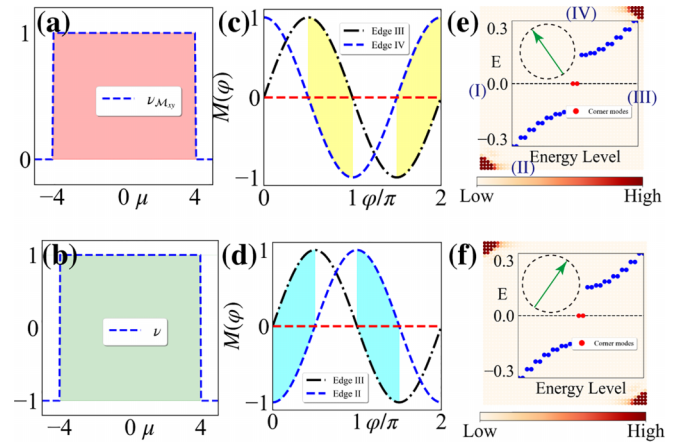 (a)
1
0
ν_{M_{xy}}
−4 0 μ 4
(c)
1
M(φ)
0
−1
Edge III
Edge IV
0 1 φ/π 2
(e)
(IV)
0.3
E
(I)
0.0
(III)
Corner modes
−0.3
Energy Level
(II)
Low High
(b)
1
0
ν
−1
−4 0 μ 4
(d)
1
M(φ)
0
−1
Edge III
Edge II
0 1 φ/π 2
(f)
0.3
E
0.0
Corner modes
−0.3
Energy Level
Low High